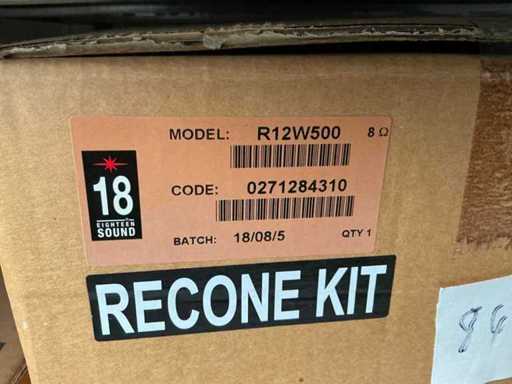 MODEL: R12W500 8 Ω
18
EIGHTEEN
SOUND
CODE: 0271284310
BATCH: 18/08/5 QTY 1
RECONE KIT